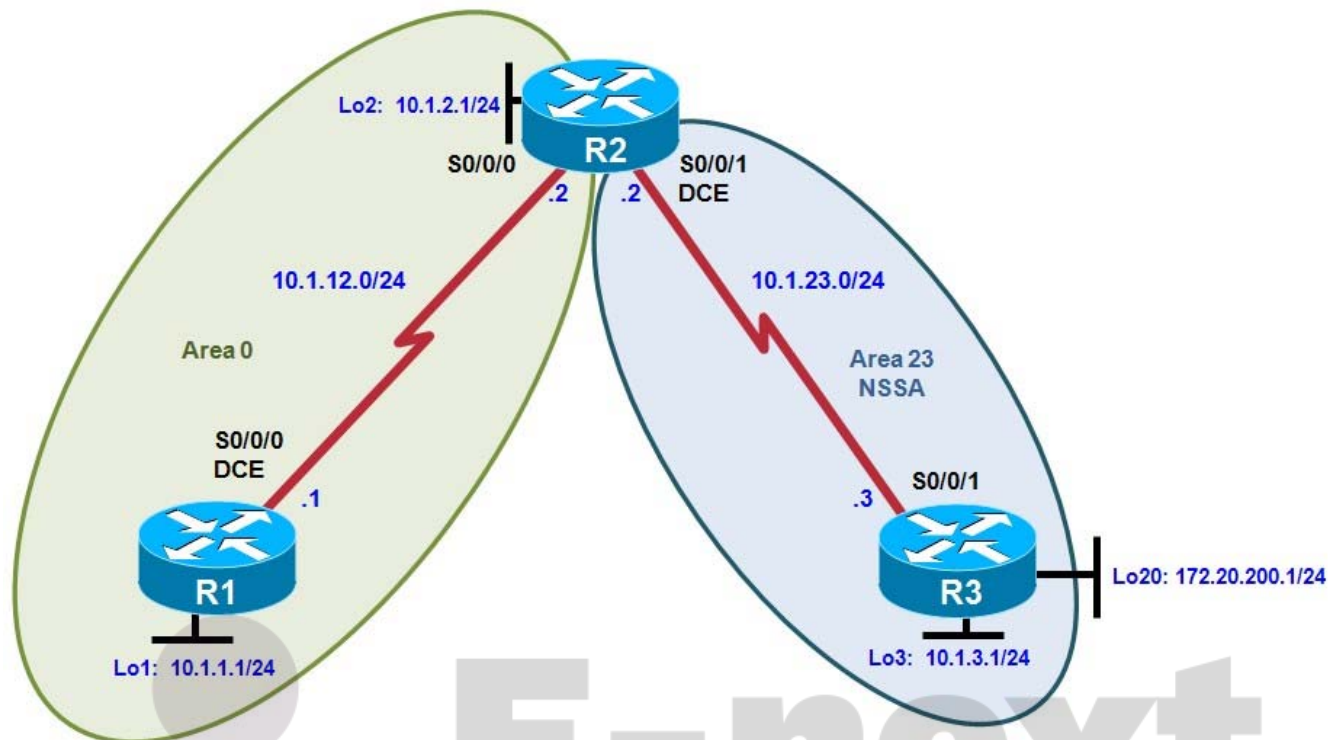 Lo2: 10.1.2.1/24
R2
S0/0/0
S0/0/1
DCE
.2
.2
10.1.12.0/24
10.1.23.0/24
Area 0
Area 23
NSSA
S0/0/0
DCE
.1
S0/0/1
.3
R1
R3
Lo20: 172.20.200.1/24
Lo1: 10.1.1.1/24
Lo3: 10.1.3.1/24
E-next